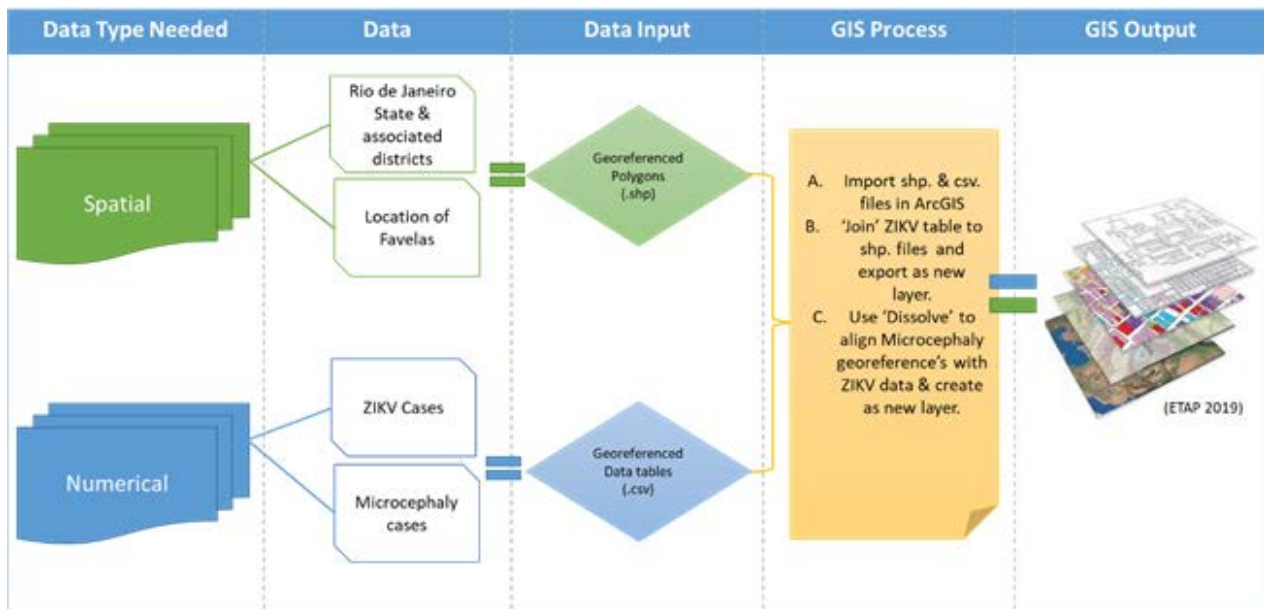 Data Type Needed
Data
Data Input
GIS Process
GIS Output
Spatial
Rio de Janeiro
State &
associated
districts
Location of
Favelas
Georeferenced
Polygons
(.shp)
Numerical
ZIKV Cases
Microcephaly
cases
Georeferenced
Data tables
(.csv)
A. Import shp. & csv.
files in ArcGIS
B. ‘Join’ ZIKV table to
shp. files and
export as new
layer.
C. Use ‘Dissolve’ to
align Microcephaly
georeference’s with
ZIKV data & create
as new layer.
(ETAP 2019)